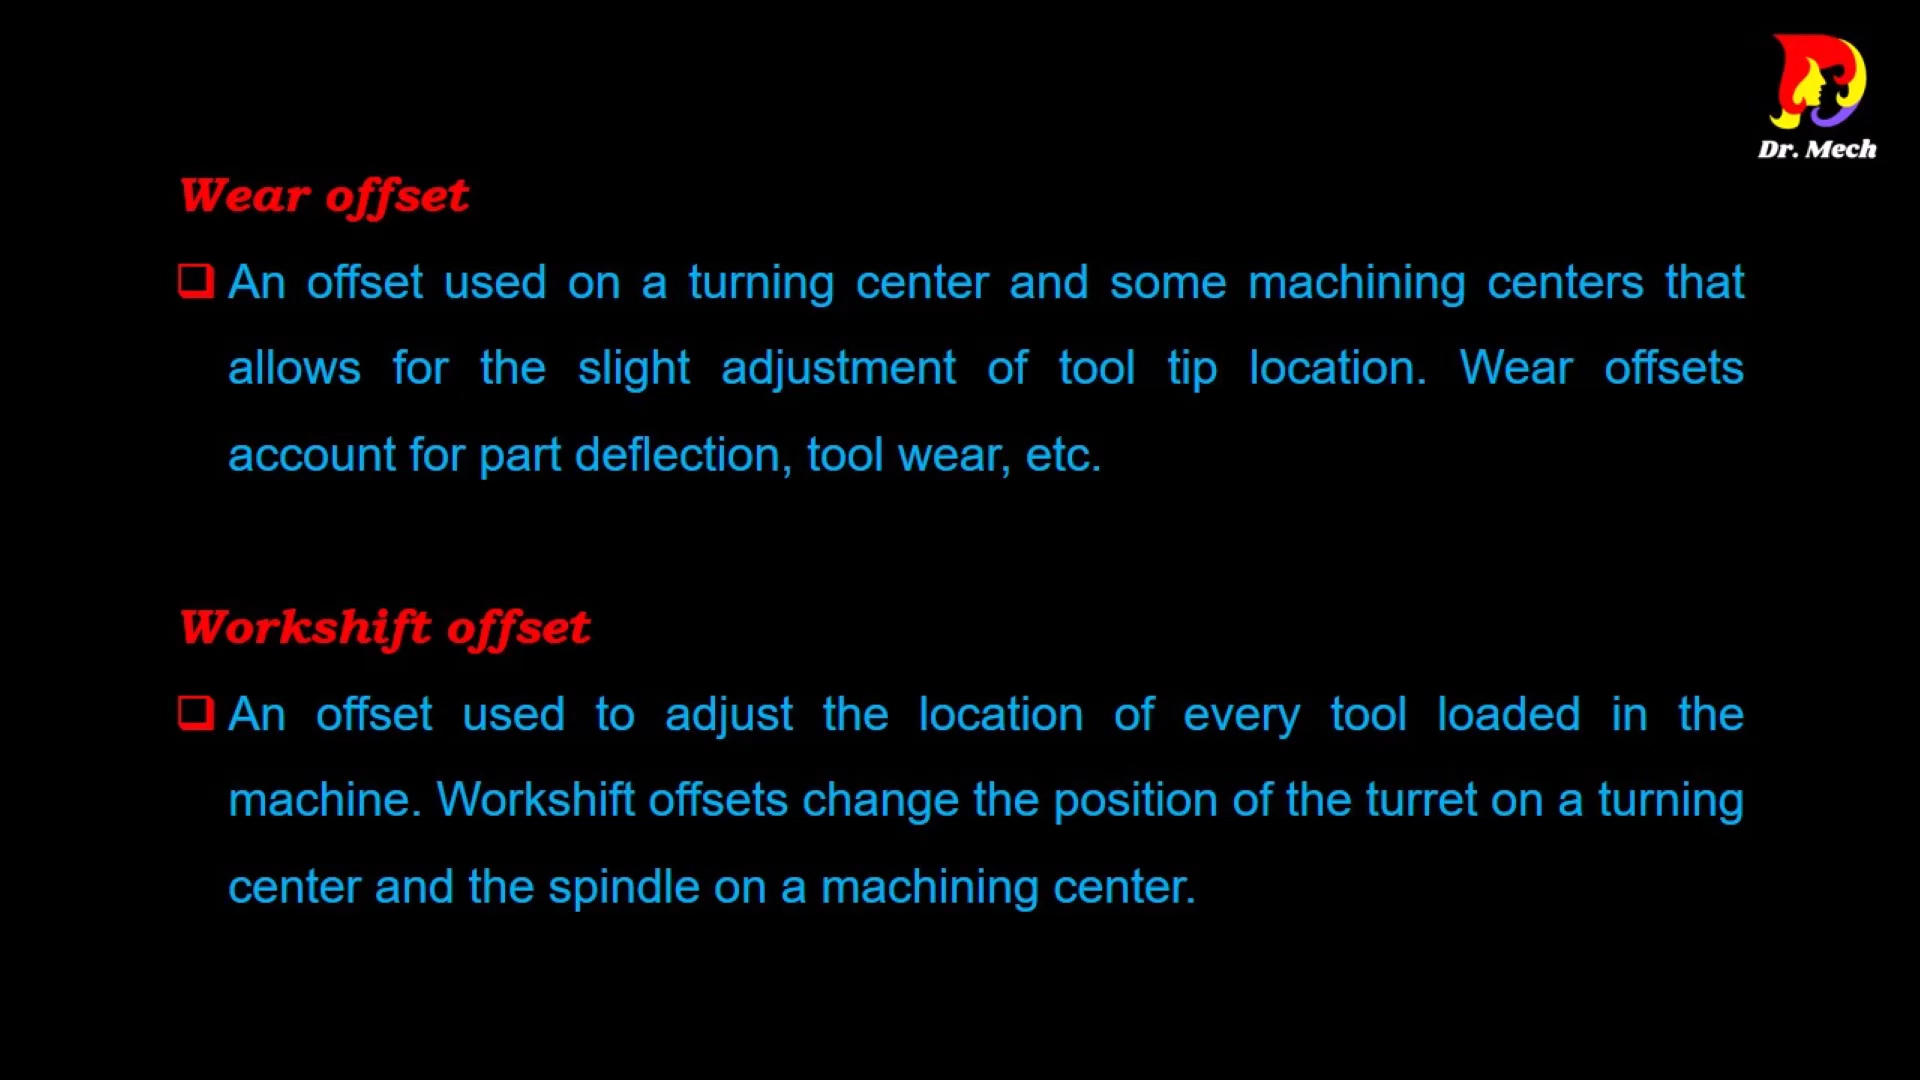 Dr. Mech
Wear offset
An offset used on a turning center and some machining centers that
allows for the slight adjustment of tool tip location. Wear offsets
account for part deflection, tool wear, etc.
Workshift offset
An offset used to adjust the location of every tool loaded in the
machine. Workshift offsets change the position of the turret on a turning
center and the spindle on a machining center.